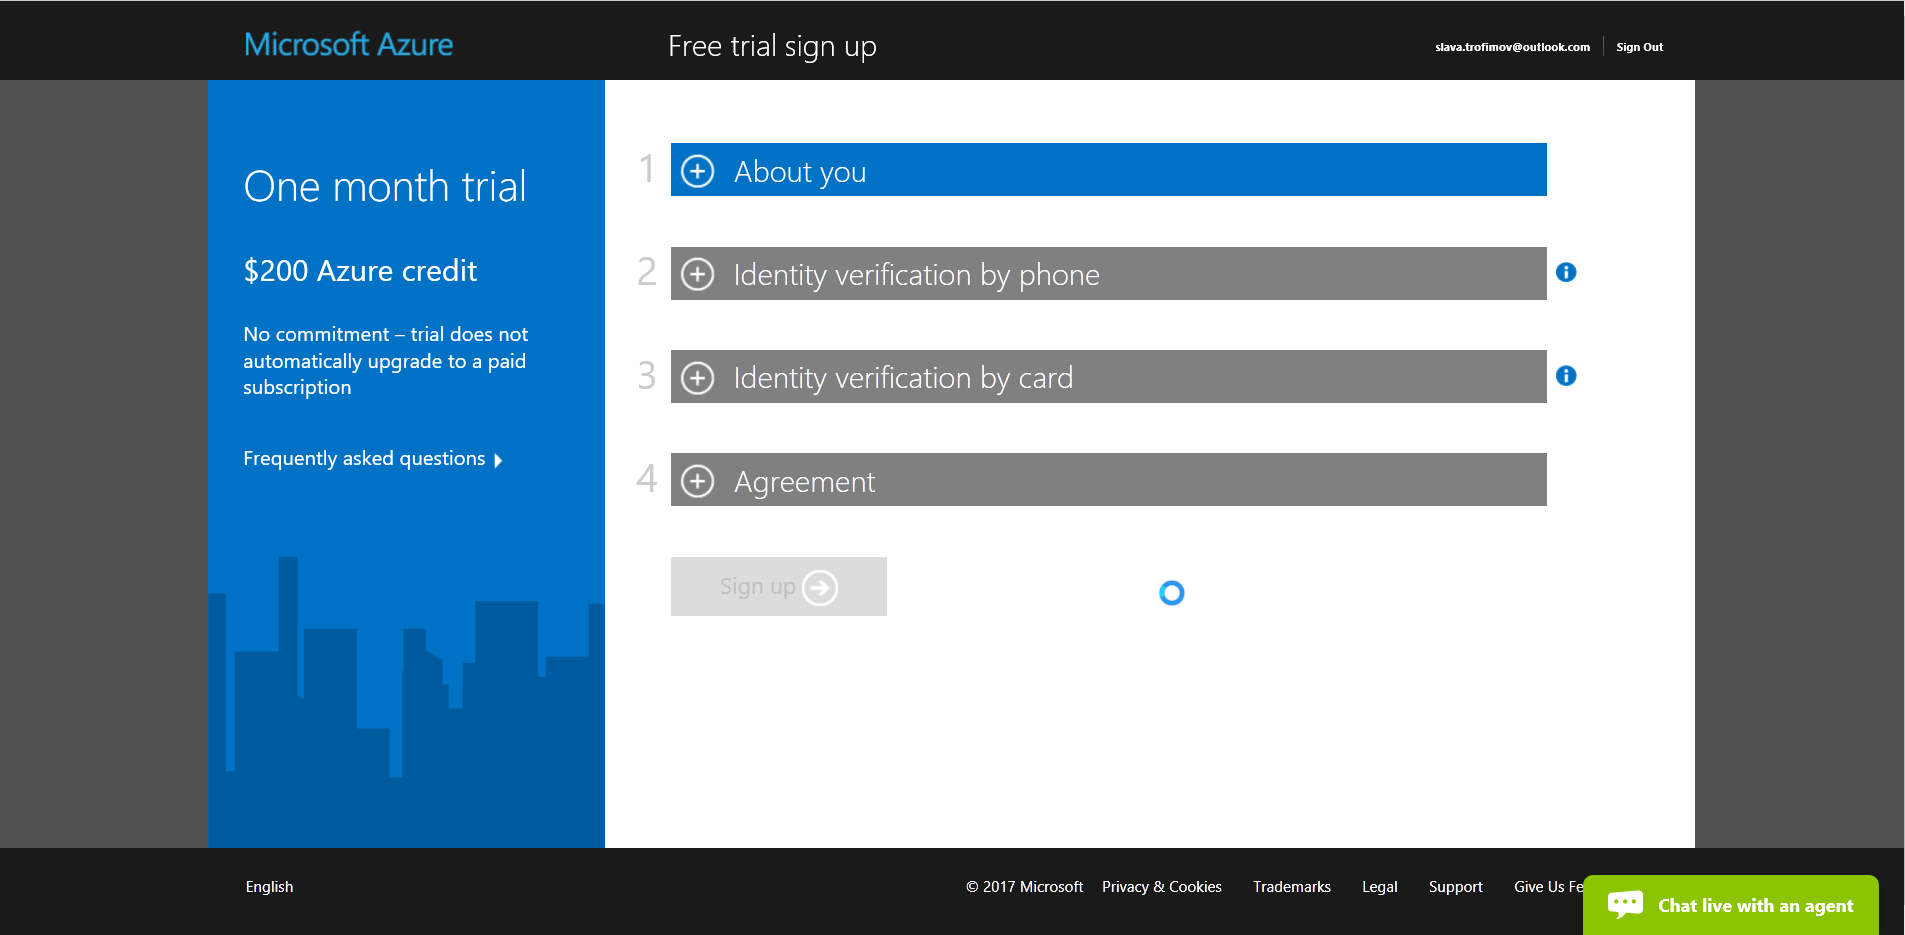 Microsoft Azure
Free trial sign up
slava.trofimov@outlook.com
Sign Out
One month trial
$200 Azure credit
No commitment – trial does not
automatically upgrade to a paid
subscription
Frequently asked questions
1 About you
2 Identity verification by phone
3 Identity verification by card
4 Agreement
Sign up
English
© 2017 Microsoft
Privacy & Cookies
Trademarks
Legal
Support
Give Us Fe
Chat live with an agent